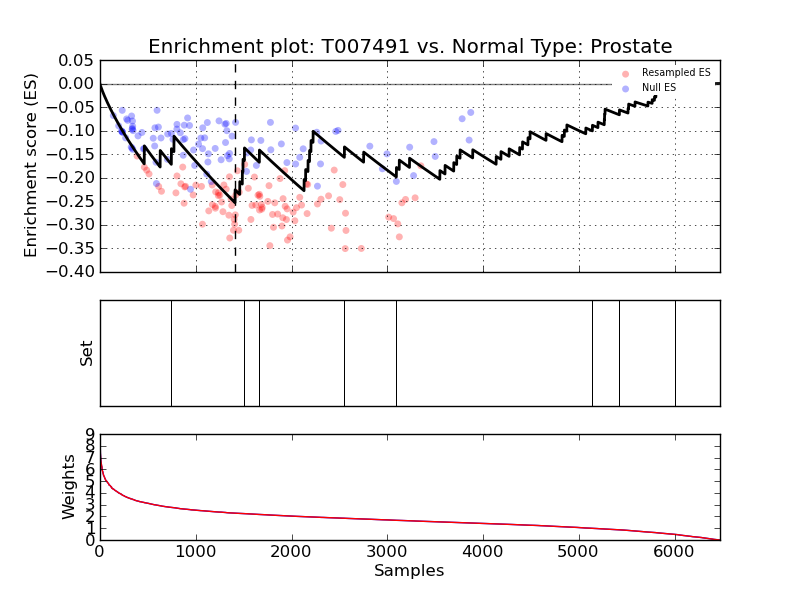 Enrichment plot: T007491 vs. Normal Type: Prostate
0.05
0.00
−0.05
−0.10
−0.15
−0.20
−0.25
−0.30
−0.35
−0.40
Enrichment score (ES)
Resampled ES
Null ES
Set
9
8
7
6
5
4
3
2
1
0
Weights
0 1000 2000 3000 4000 5000 6000
Samples